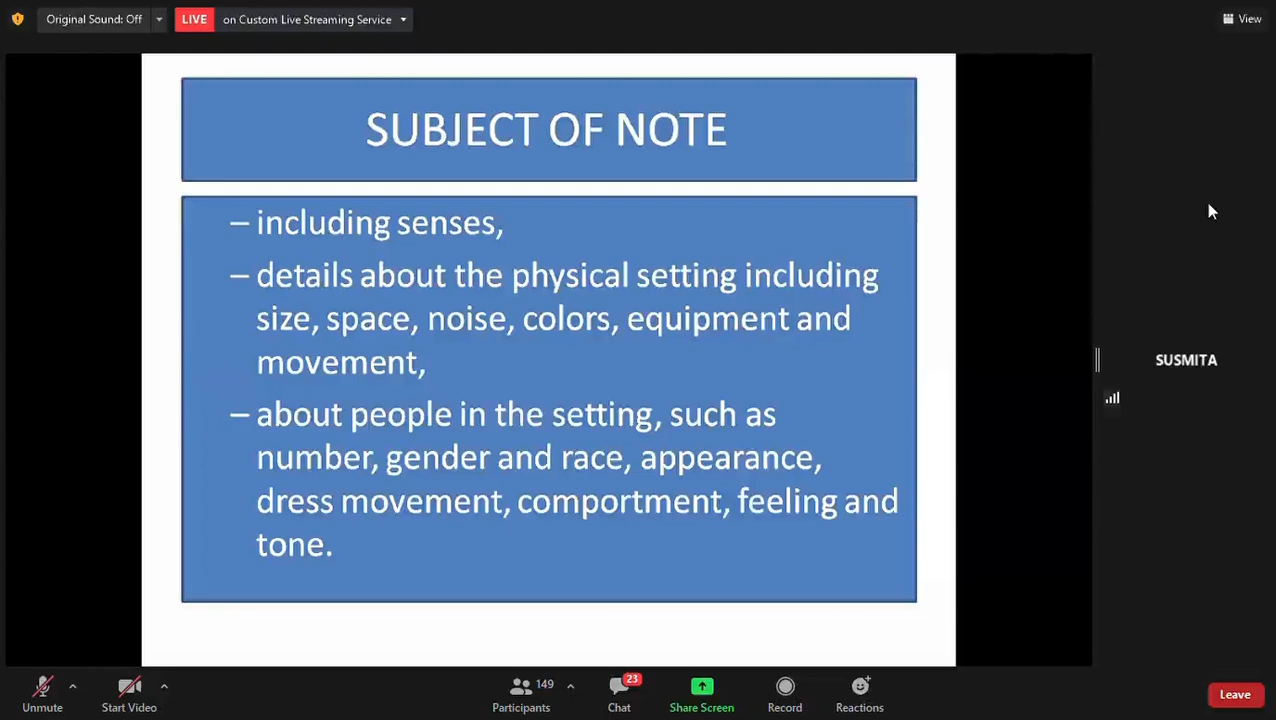 Original Sound: Off
LIVE
on Custom Live Streaming Service
View
SUBJECT OF NOTE
– including senses,
– details about the physical setting including
size, space, noise, colors, equipment and
movement,
– about people in the setting, such as
number, gender and race, appearance,
dress movement, comportment, feeling and
tone.
SUSMITA
Unmute
Start Video
149
Participants
23
Chat
Share Screen
Record
Reactions
Leave